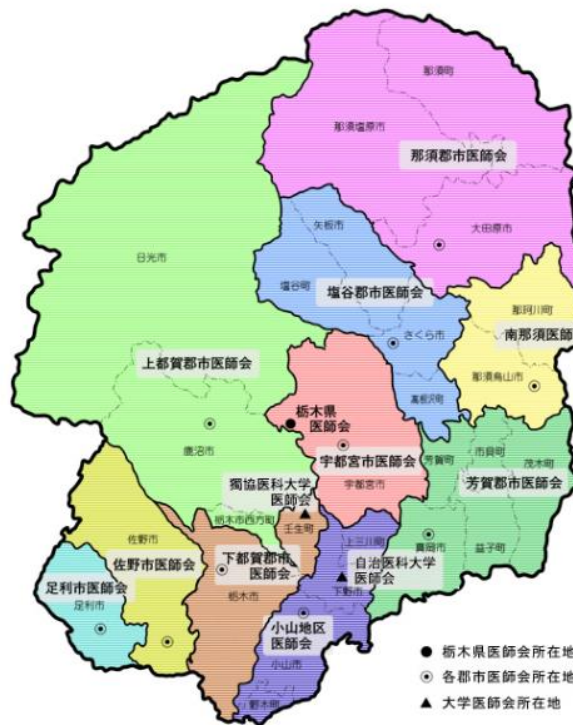 那須町
那須塩原市
那須郡市医師会
矢板市
大田原市
日光市
塩谷町
塩谷郡市医師会
那珂川町
さくら市
南那須医師
上都賀郡市医師会
那須烏山市
高根沢町
栃木県
医師会
鹿沼市
宇都宮市医師会
芳賀町
市貝町
茂木町
芳賀郡市医師会
宇都宮市
獨協医科大学
医師会
栃木市西方町
壬生町
上三川町
真岡市
益子町
佐野市
佐野市医師会
下都賀郡市
医師会
自治医科大学
医師会
足利市医師会
足利市
栃木市
下野市
小山地区
医師会
小山市
野木町
● 栃木県医師会所在地
◉ 各郡市医師会所在地
▲ 大学医師会所在地